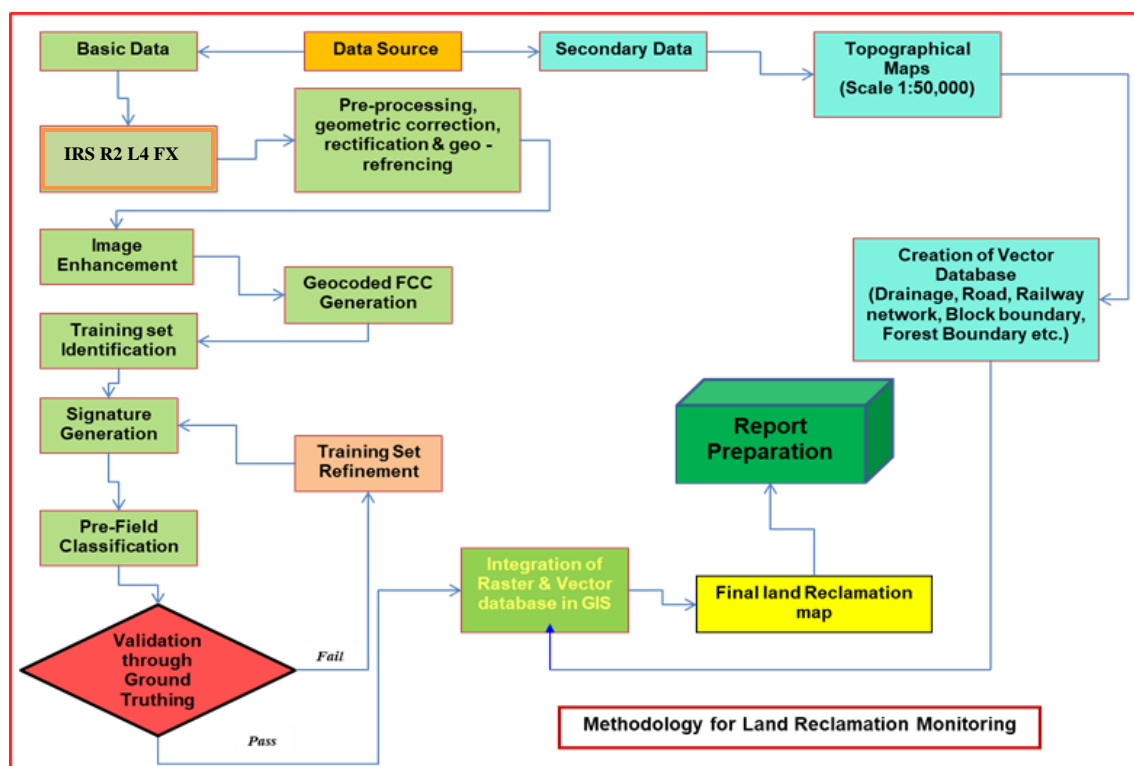 Basic Data
Data Source
Secondary Data
Topographical
Maps
(Scale 1:50,000)
IRS R2 L4 FX
Pre-processing,
geometric correction,
rectification & geo -
refrencing
Image
Enhancement
Geocoded FCC
Generation
Creation of Vector
Database
(Drainage, Road, Railway
network, Block boundary,
Forest Boundary etc.)
Training set
Identification
Signature
Generation
Training Set
Refinement
Report
Preparation
Pre-Field
Classification
Integration of
Raster & Vector
database in GIS
Final land Reclamation
map
Validation
through
Ground
Truthing
Fail
Pass
Methodology for Land Reclamation Monitoring